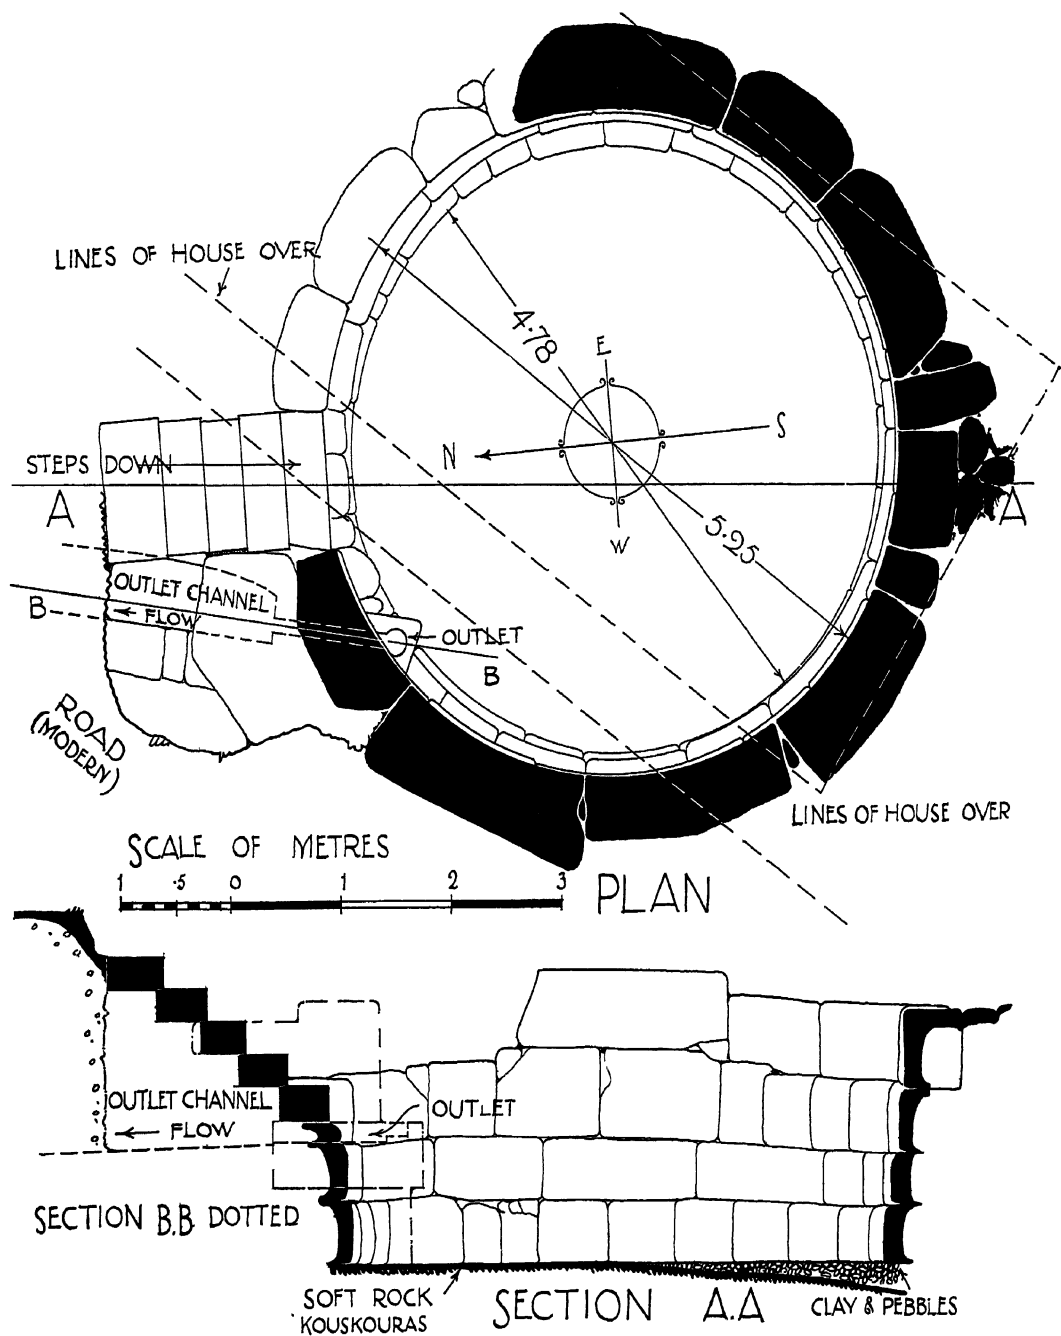 LINES OF HOUSE OVER
4·78
E
N
S
STEPS DOWN
A
A
5·25
W
OUTLET CHANNEL
B
FLOW
OUTLET
B
ROAD
(MODERN)
LINES OF HOUSE OVER
SCALE OF METRES
1 ·5 0 1 2 3
PLAN
OUTLET CHANNEL
OUTLET
FLOW
SECTION B.B. DOTTED
SOFT ROCK
KOUSKOURAS
SECTION A.A
CLAY & PEBBLES